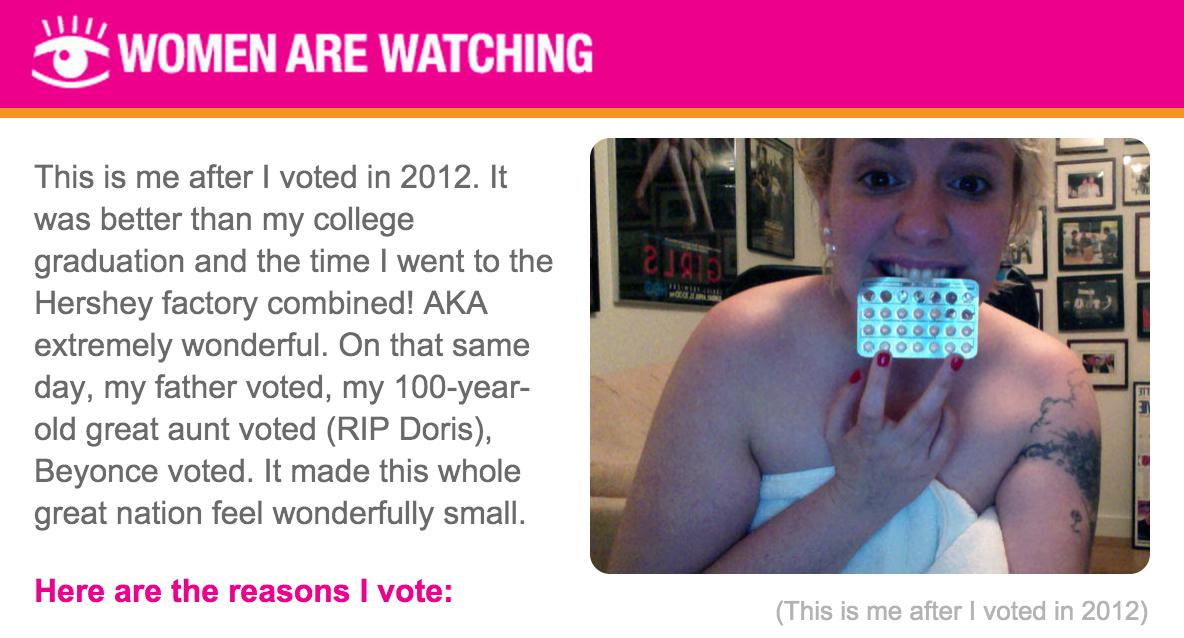 WOMEN ARE WATCHING
This is me after I voted in 2012. It
was better than my college
graduation and the time I went to the
Hershey factory combined! AKA
extremely wonderful. On that same
day, my father voted, my 100-year-
old great aunt voted (RIP Doris),
Beyonce voted. It made this whole
great nation feel wonderfully small.
Here are the reasons I vote:
GIRLS
(This is me after I voted in 2012)